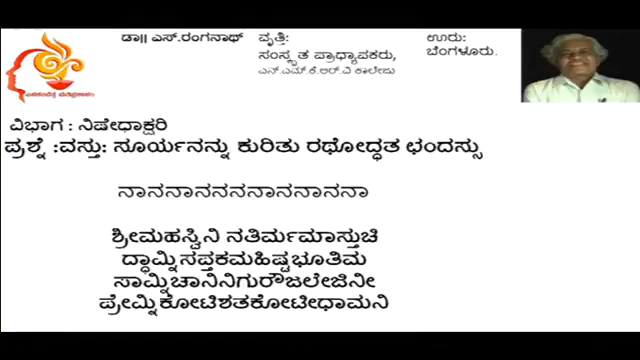 ಡಾ|| ಎಸ್.ರಂಗನಾಥ್
ವೃತ್ತಿ:
ಸಂಸ್ಕೃತ ಪ್ರಾಧ್ಯಾಪಕರು,
ಎನ್.ಎಮ್.ಕೆ.ಆರ್.ವಿ ಕಾಲೇಜು
ಊರು:
ಬೆಂಗಳೂರು.
ವಿಭಾಗ : ನಿಷೇಧಾಕ್ಷರಿ
ಪ್ರಶ್ನೆ :ವಸ್ತು: ಸೂರ್ಯನನ್ನು ಕುರಿತು ರಥೋದ್ಧತ ಛಂದಸ್ಸು
ನಾನನಾನನನನಾನನಾನನಾ
ಶ್ರೀಮಹಸ್ವಿನಿ ನತಿರ್ಮಮಾಸ್ತುಚಿ
ದ್ಧಾಮ್ನಿಸಪ್ತಕಮಹಿಷ್ಟಭೂತಿಮ
ಸಾಮ್ನಿಚಾನಿನಿಗುರೌಜಲೇಜಿನೀ
ಪ್ರೇಮ್ನಿಕೋಟಿಶತಕೋಟೀಧಾಮನಿ